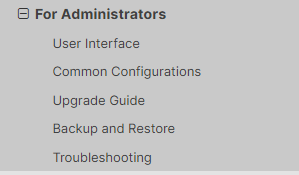 For Administrators
User Interface
Common Configurations
Upgrade Guide
Backup and Restore
Troubleshooting